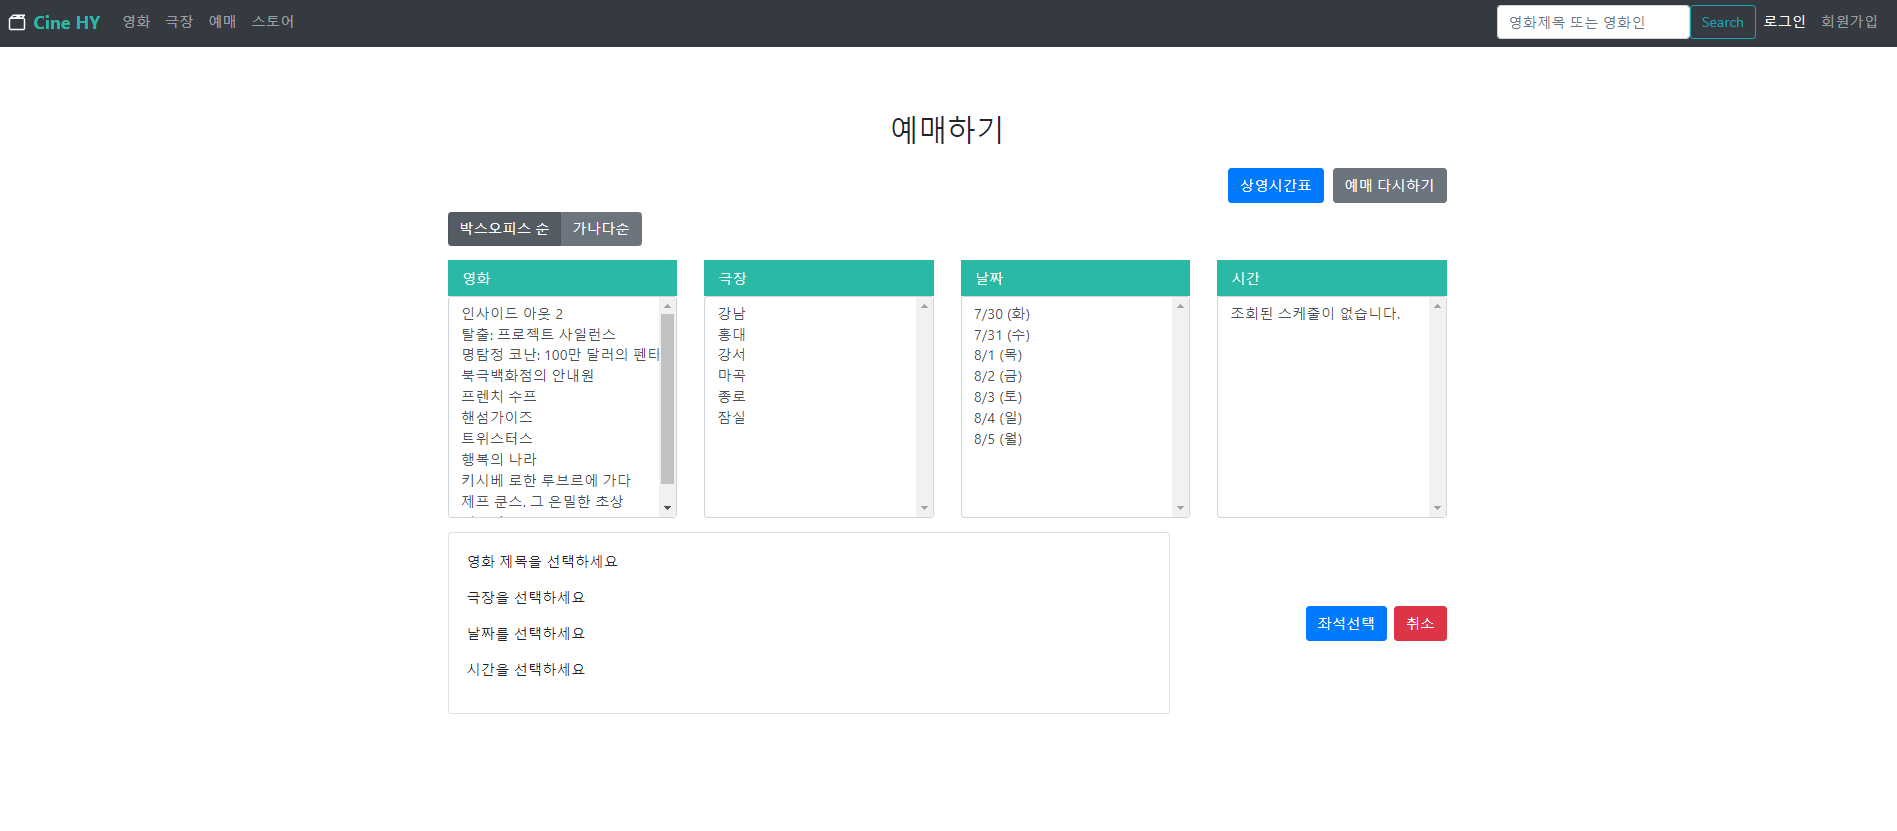 Cine HY 영화 극장 예매 스토어 영화제목 또는 영화인 Search 로그인 회원가입
예매하기
상영시간표 예매 다시하기
박스오피스 순 가나다순
영화
인사이드 아웃 2
탈출: 프로젝트 사일런스
명탐정 코난: 100만 달러의 펜타
북극백화점의 안내원
프렌치 수프
핸섬가이즈
트위스터스
행복의 나라
키시베 로한 루브르에 가다
제프 쿤스. 그 은밀한 초상
극장
강남
홍대
강서
마곡
종로
잠실
날짜
7/30 (화)
7/31 (수)
8/1 (목)
8/2 (금)
8/3 (토)
8/4 (일)
8/5 (월)
시간
조회된 스케줄이 없습니다.
영화 제목을 선택하세요
극장을 선택하세요
날짜를 선택하세요
시간을 선택하세요
좌석선택 취소